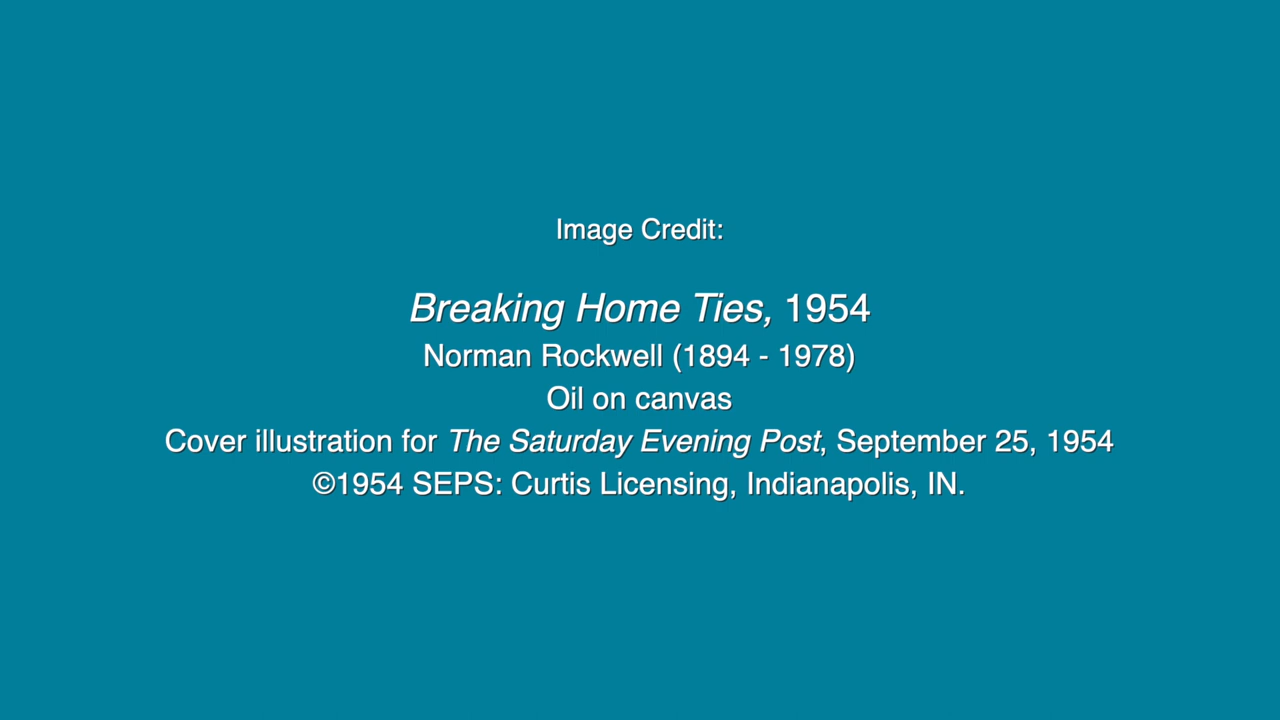 Image Credit:
Breaking Home Ties, 1954
Norman Rockwell (1894 - 1978)
Oil on canvas
Cover illustration for The Saturday Evening Post, September 25, 1954
©1954 SEPS: Curtis Licensing, Indianapolis, IN.